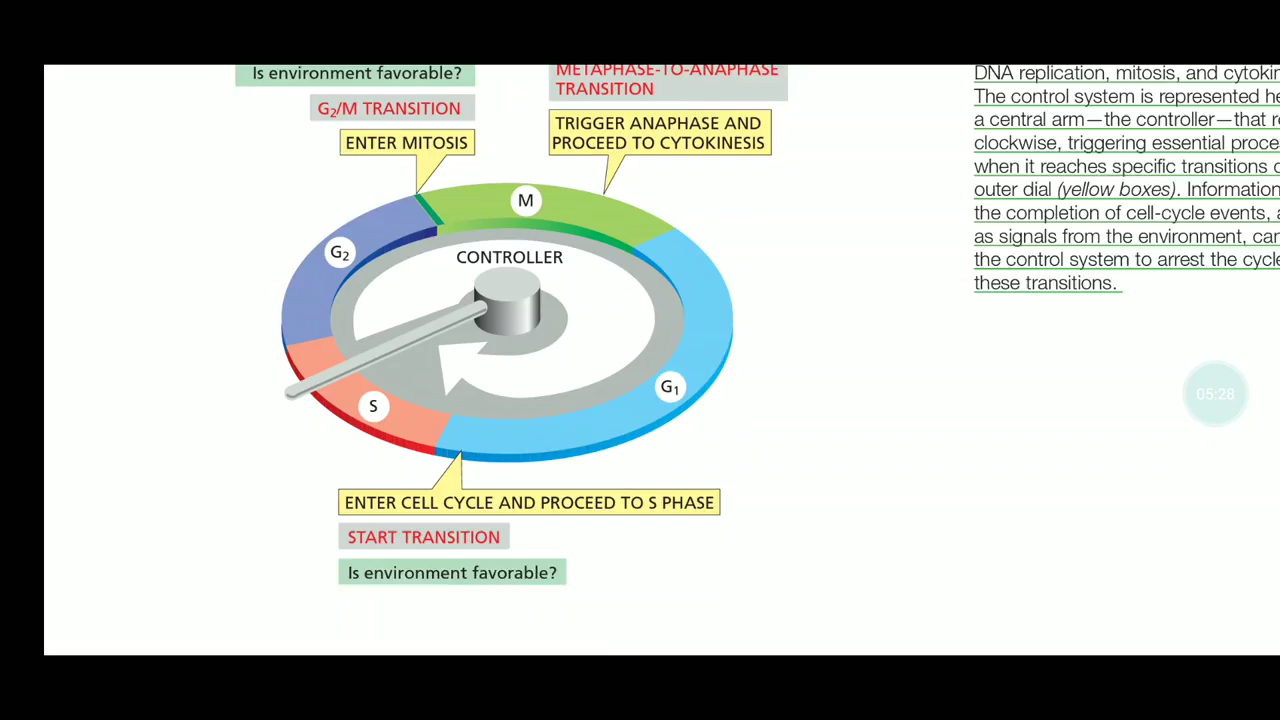 Is environment favorable?
G₂/M TRANSITION
ENTER MITOSIS
METAPHASE-TO-ANAPHASE
TRANSITION
TRIGGER ANAPHASE AND
PROCEED TO CYTOKINESIS
M
G₂
CONTROLLER
G₁
S
ENTER CELL CYCLE AND PROCEED TO S PHASE
START TRANSITION
Is environment favorable?
DNA replication, mitosis, and
The control system is represented
a central arm—the controller—that
clockwise, triggering essential
when it reaches specific transitions
outer dial (yellow boxes). Information
the completion of cell-cycle events,
as signals from the environment, can
the control system to arrest the cycle
these transitions.
05:28